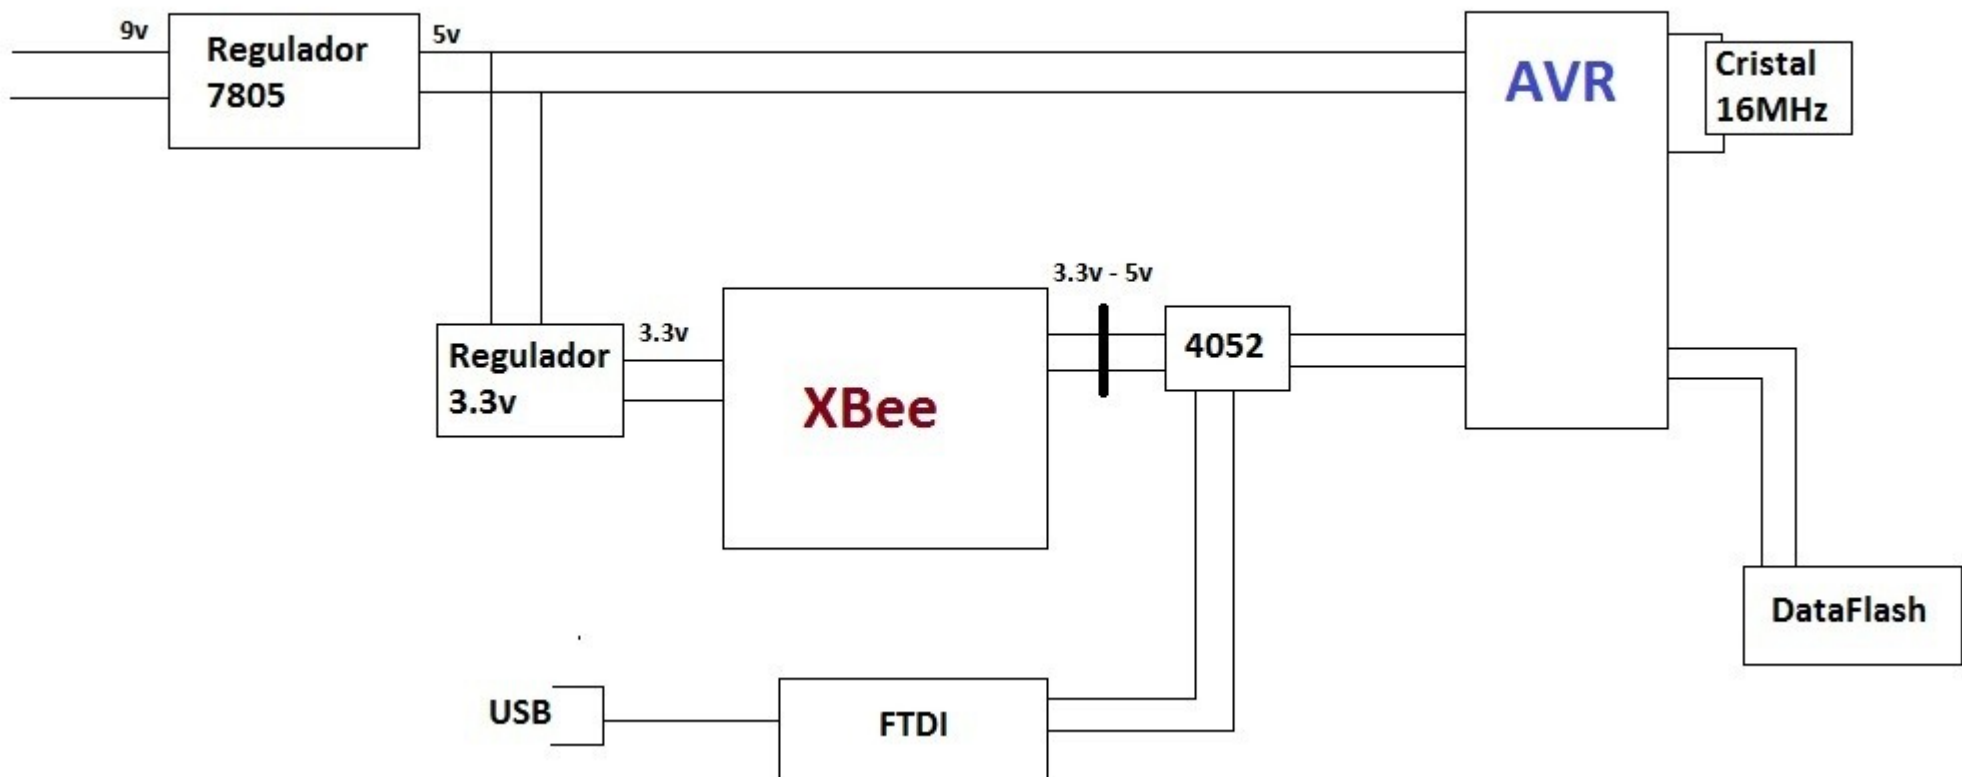 9v
Regulador
7805
5v
AVR
Cristal
16MHz
3.3v - 5v
Regulador
3.3v
3.3v
XBee
4052
DataFlash
USB
FTDI